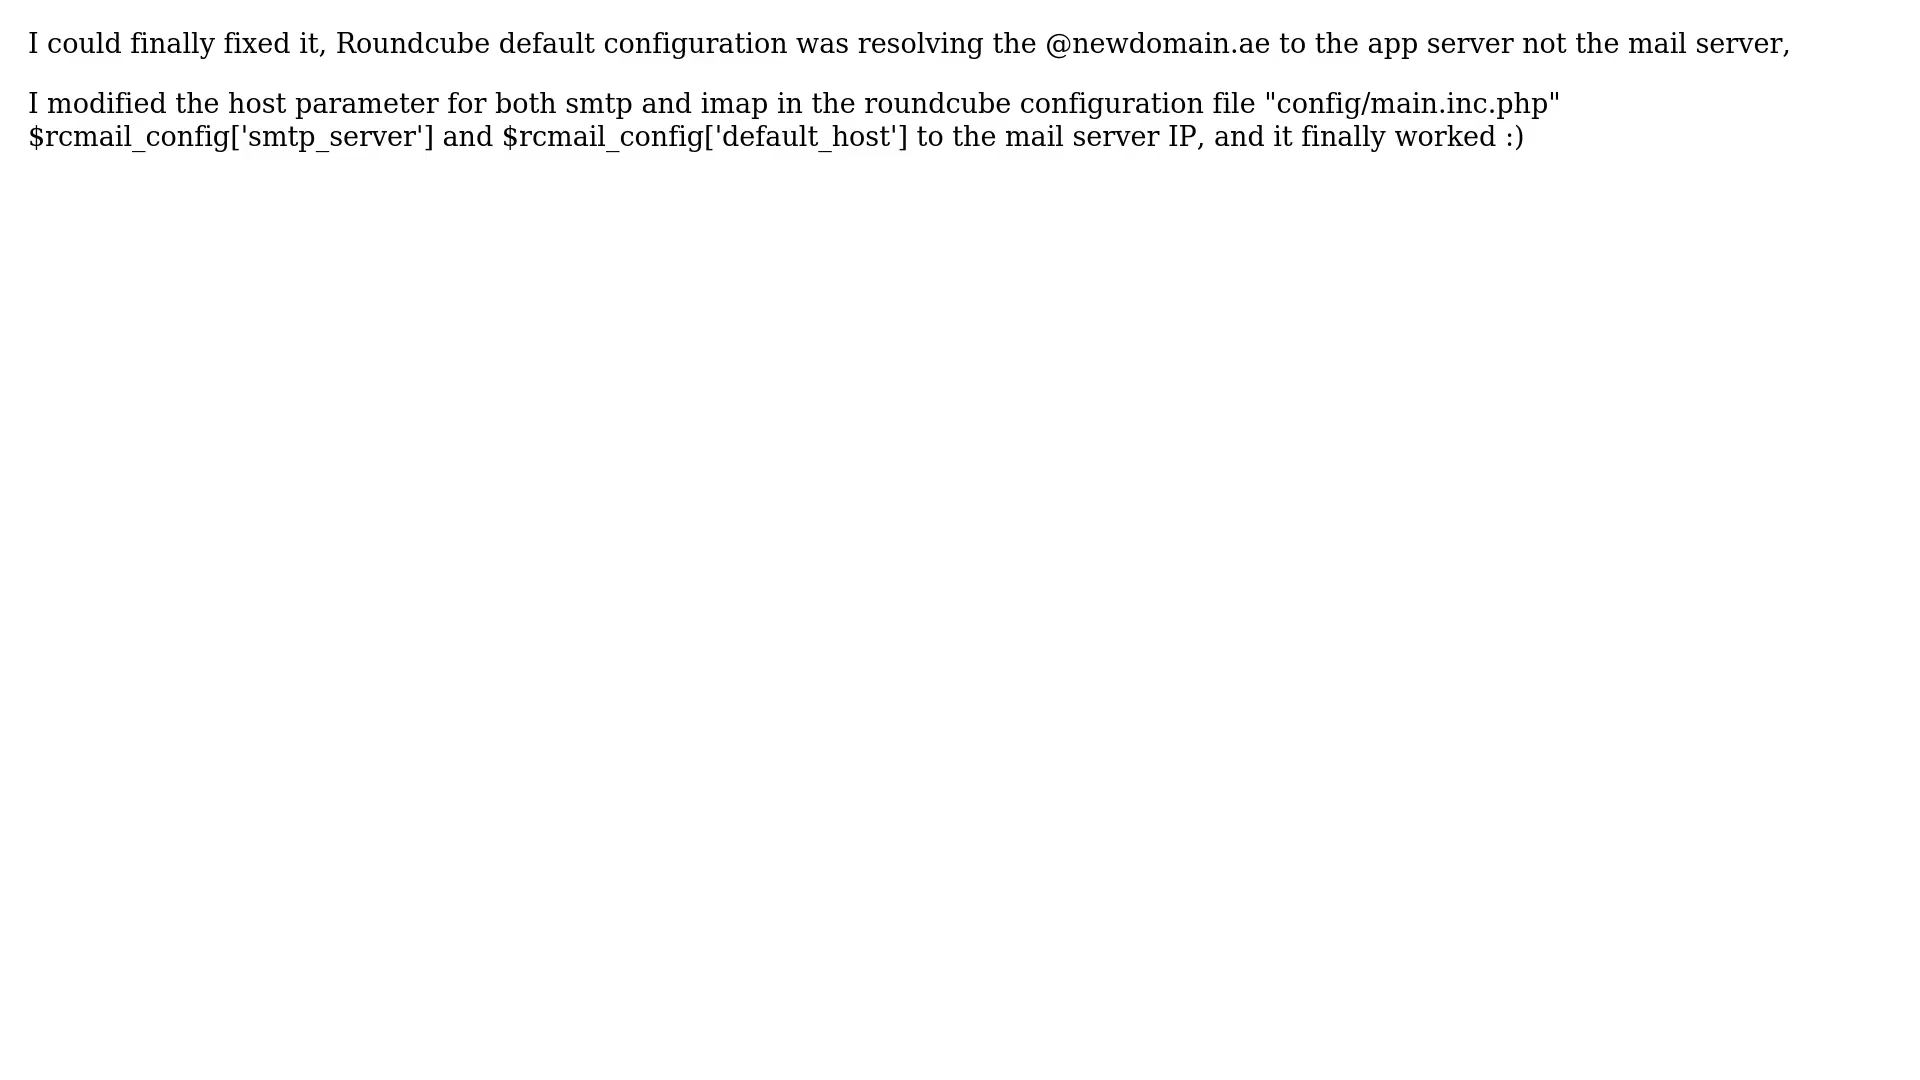 I could finally fixed it, Roundcube default configuration was resolving the @newdomain.ae to the app server not the mail server,
I modified the host parameter for both smtp and imap in the roundcube configuration file "config/main.inc.php"
$rcmail_config['smtp_server'] and $rcmail_config['default_host'] to the mail server IP, and it finally worked :)